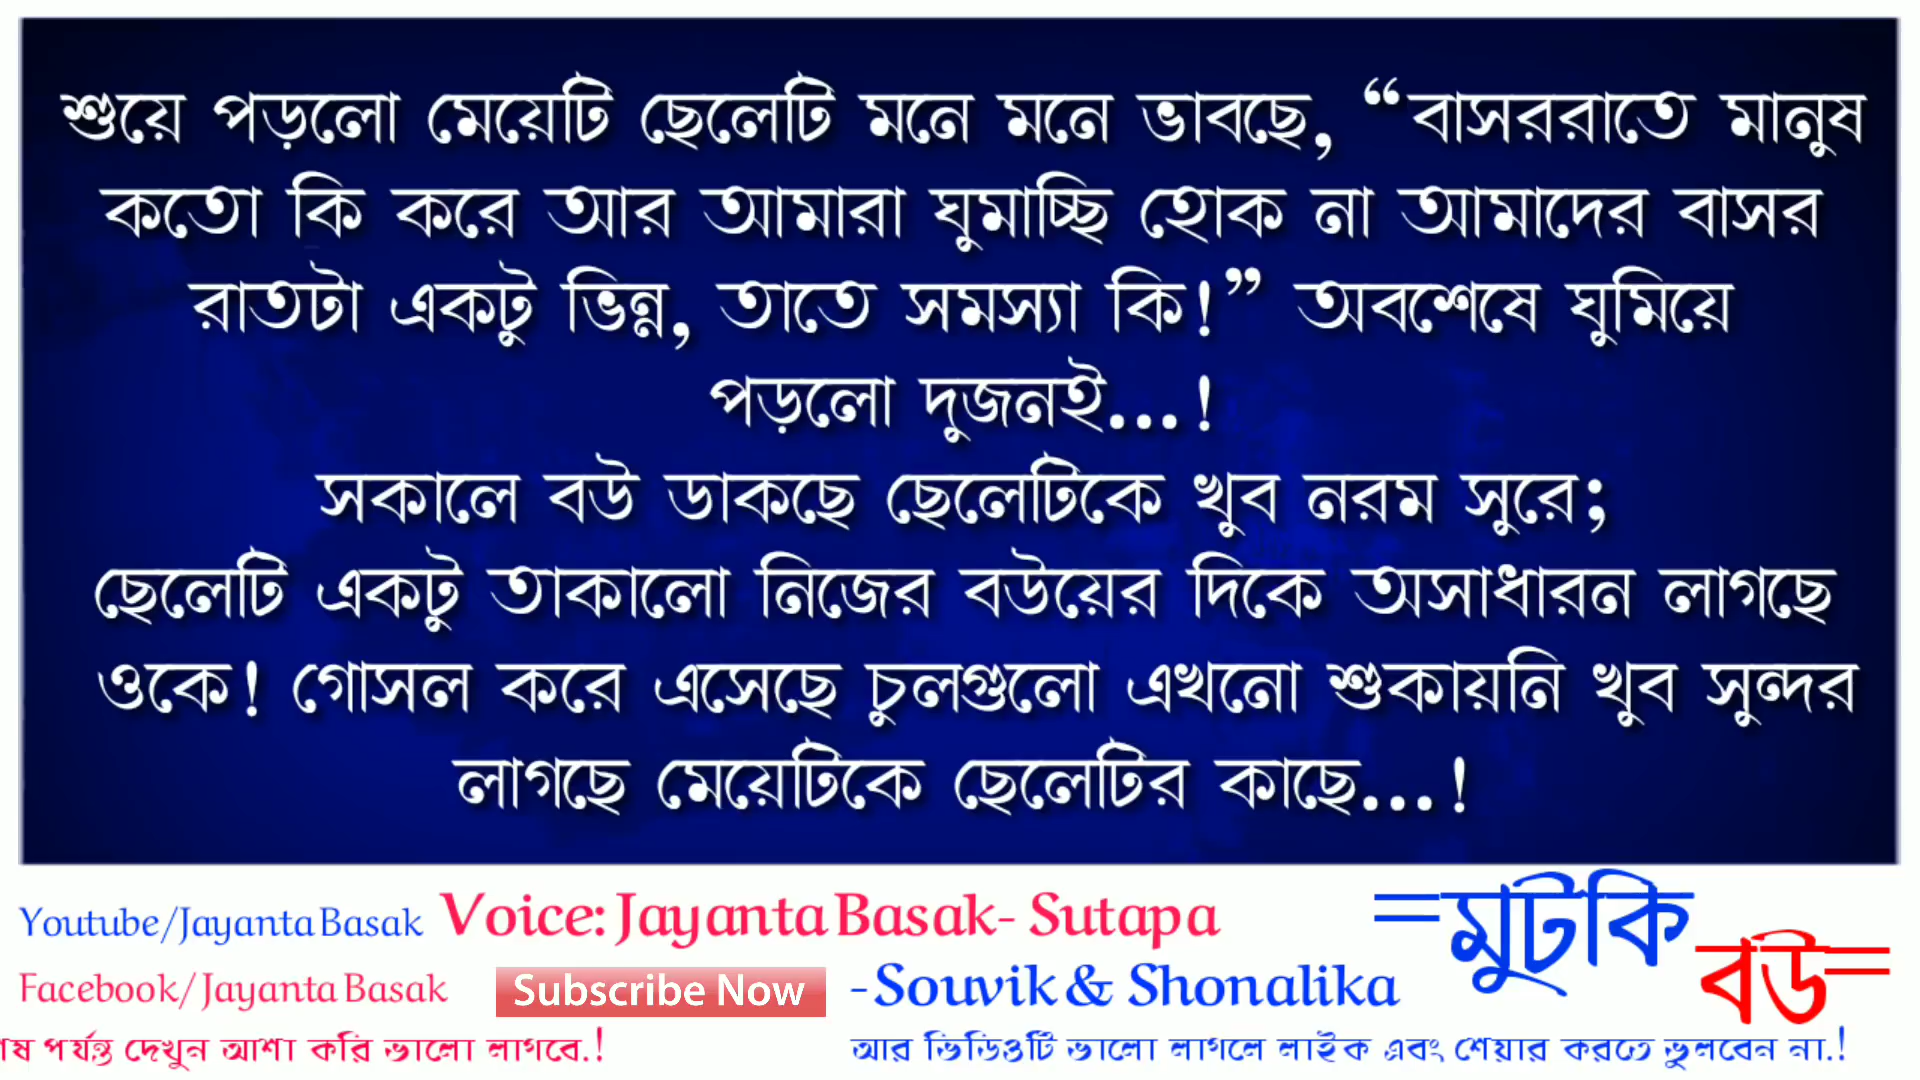 শুয়ে পড়লো মেয়েটি ছেলেটি মনে মনে ভাবছে, “বাসররাতে মানুষ
কতো কি করে আর আমারা ঘুমাচ্ছি হোক না আমাদের বাসর
রাতটা একটু ভিন্ন, তাতে সমস্যা কি!” অবশেষে ঘুমিয়ে
পড়লো দুজনই...!
সকালে বউ ডাকছে ছেলেটিকে খুব নরম সুরে;
ছেলেটি একটু তাকালো নিজের বউয়ের দিকে অসাধারন লাগছে
ওকে! গোসল করে এসেছে চুলগুলো এখনো শুকায়নি খুব সুন্দর
লাগছে মেয়েটিকে ছেলেটির কাছে...!
Youtube/Jayanta Basak Voice: Jayanta Basak- Sutapa
=মুটকি
Facebook/Jayanta Basak Subscribe Now -Souvik & Shonalika
বউ=
পর্যন্ত দেখুন আশা করি ভালো লাগবে.! আর ভিডিওটি ভালো লাগলে লাইক এবং শেয়ার করতে ভুলবেন না.!